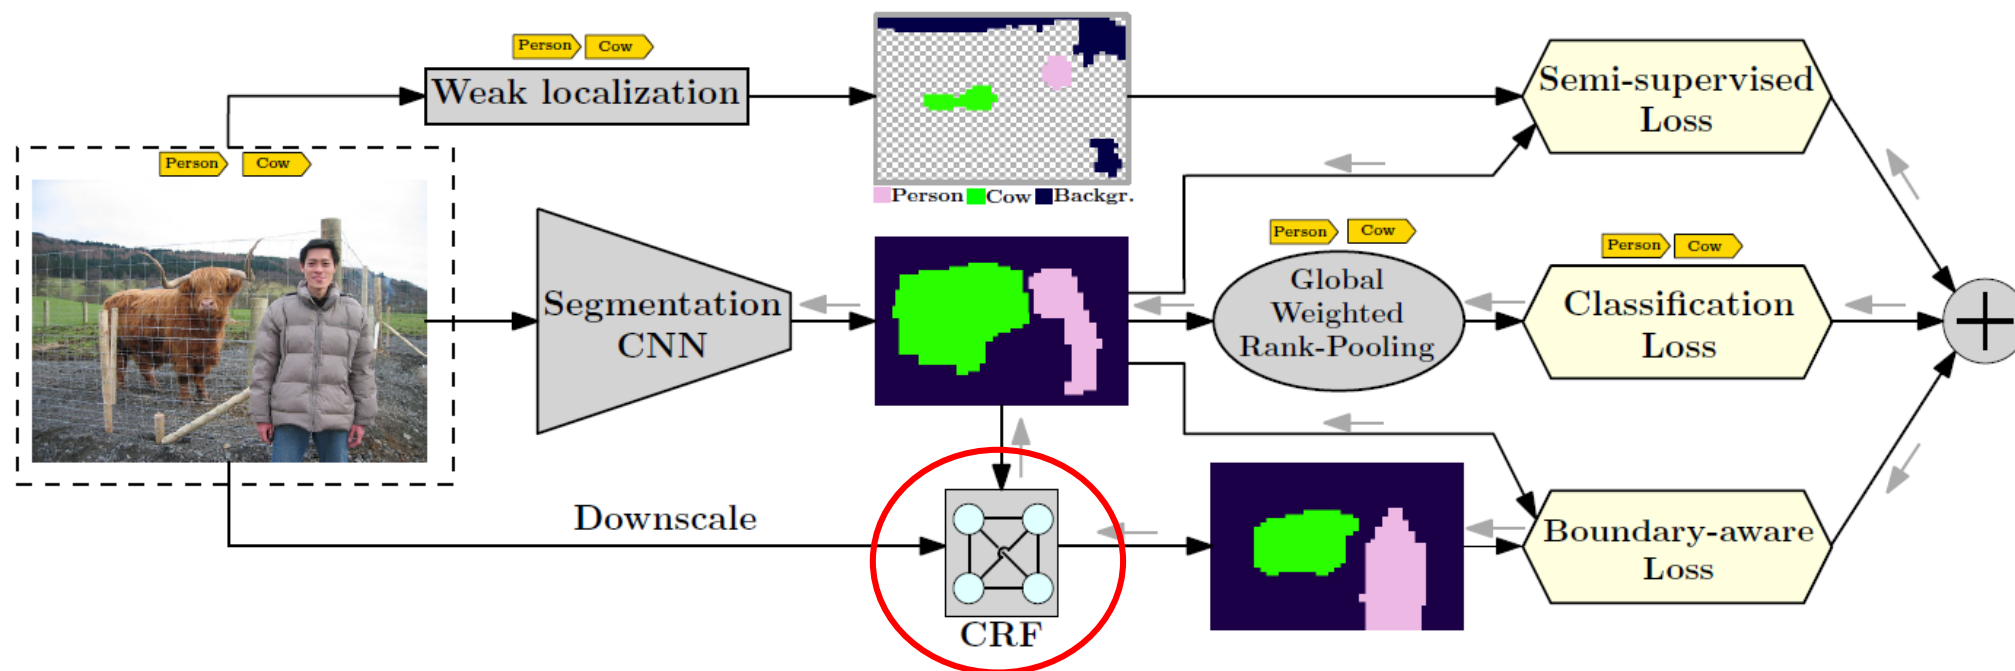 Person Cow
Weak localization
Person Cow
Person Cow Backgr.
Semi-supervised
Loss
Segmentation
CNN
Person Cow
Global
Weighted
Rank-Pooling
Person Cow
Classification
Loss
Downscale
CRF
Boundary-aware
Loss